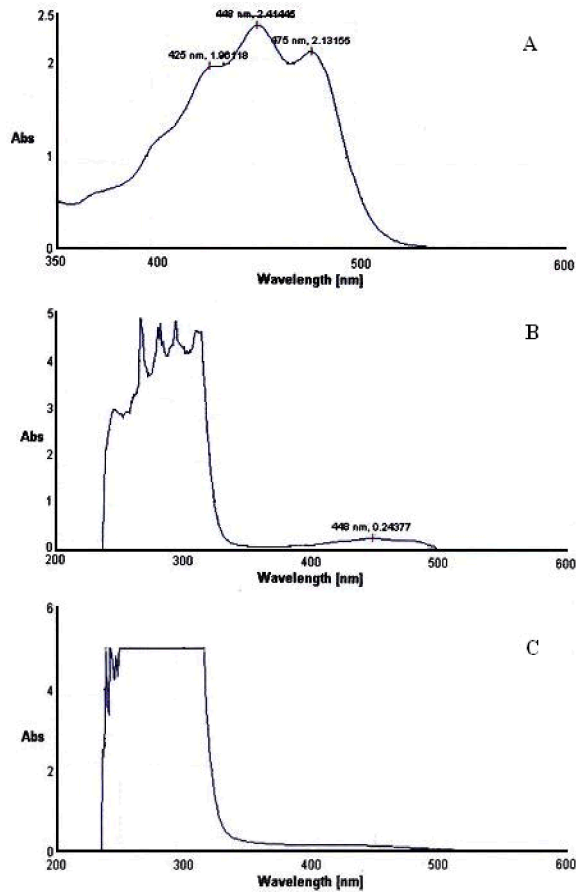 2.5
448 nm, 2.41445
A
425 nm, 1.96118
475 nm, 2.13155
2
Abs
1
0
350
400
500
600
Wavelength [nm]
5
B
4
3
Abs
2
1
448 nm, 0.24377
0
200
300
400
500
600
Wavelength [nm]
6
C
4
Abs
2
0
200
300
400
500
600
Wavelength [nm]